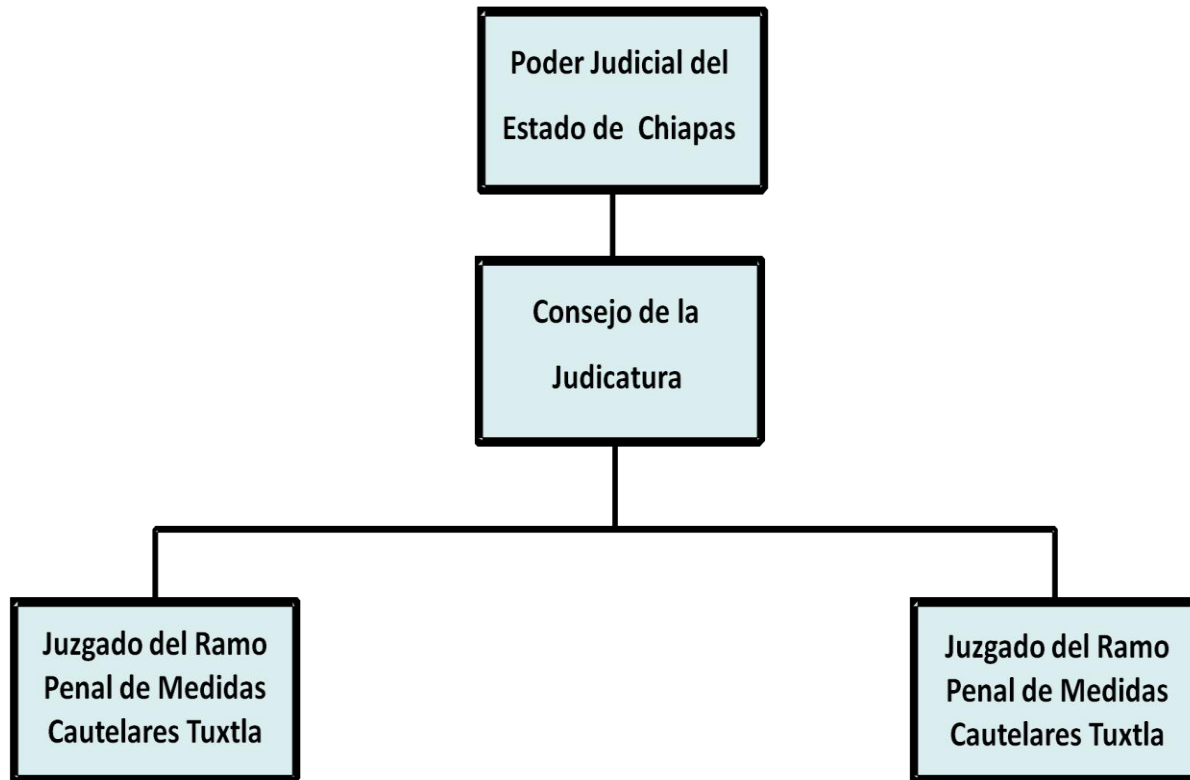 Poder Judicial del
Estado de Chiapas
Consejo de la
Judicatura
Juzgado del Ramo
Penal de Medidas
Cautelares Tuxtla
Juzgado del Ramo
Penal de Medidas
Cautelares Tuxtla